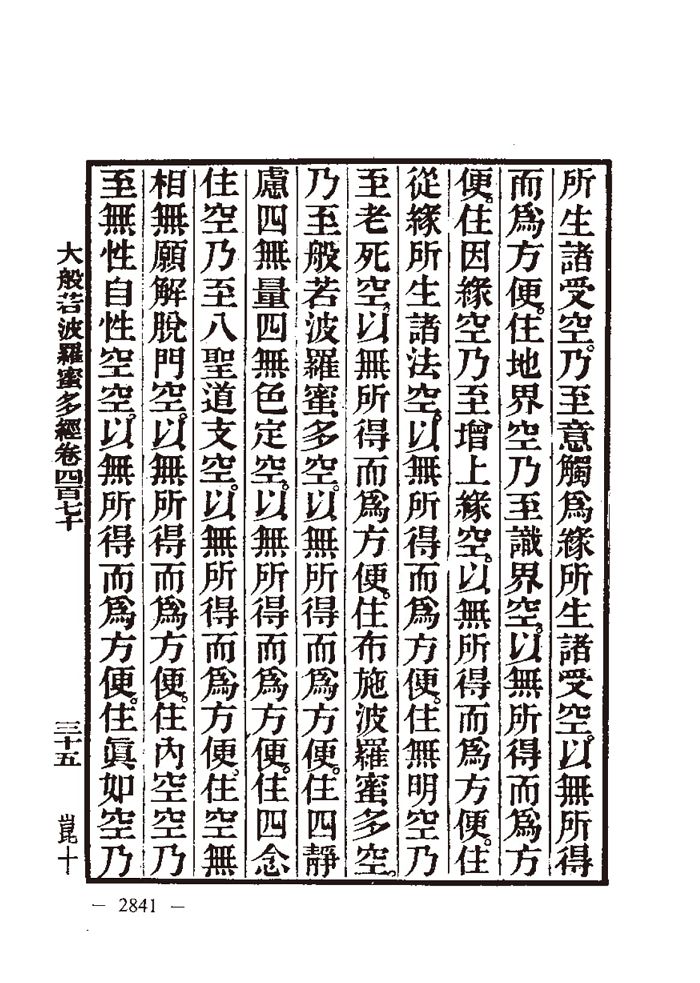 所生諸受空。乃至意觸爲緣所生諸受空。以無所得
而爲方便。住地界空乃至識界空。以無所得而爲方
便。住因緣空乃至增上緣空。以無所得而爲方便。住
從緣所生諸法空。以無所得而爲方便。住無明空乃
至老死空。以無所得而爲方便。住布施波羅蜜多空。
乃至般若波羅蜜多空。以無所得而爲方便。住四靜
慮四無量四無色定空。以無所得而爲方便。住四念
住空乃至八聖道支空。以無所得而爲方便。住空無
相無願解脫門空。以無所得而爲方便。住內空空乃
至無性自性空空。以無所得而爲方便。住眞如空乃
大般若波羅蜜多經卷四百七十 三十五 崑十
— 2841 —